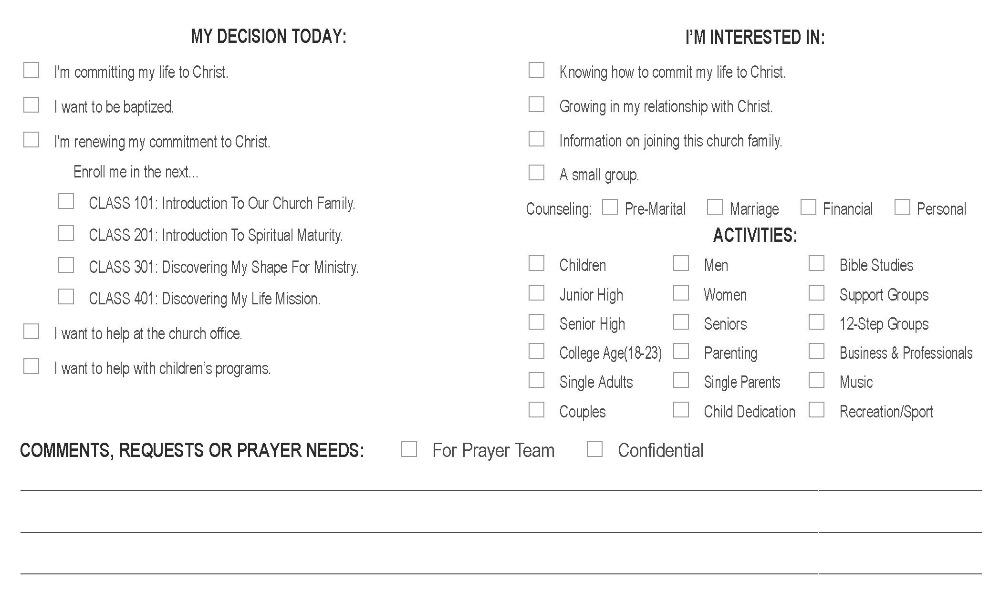 MY DECISION TODAY:
I'm committing my life to Christ.
I want to be baptized.
I'm renewing my commitment to Christ.
Enroll me in the next...
CLASS 101: Introduction To Our Church Family.
CLASS 201: Introduction To Spiritual Maturity.
CLASS 301: Discovering My Shape For Ministry.
CLASS 401: Discovering My Life Mission.
I want to help at the church office.
I want to help with children’s programs.
I’M INTERESTED IN:
Knowing how to commit my life to Christ.
Growing in my relationship with Christ.
Information on joining this church family.
A small group.
Counseling: Pre-Marital Marriage Financial Personal
ACTIVITIES:
Children Men Bible Studies
Junior High Women Support Groups
Senior High Seniors 12-Step Groups
College Age(18-23) Parenting Business & Professionals
Single Adults Single Parents Music
Couples Child Dedication Recreation/Sport
COMMENTS, REQUESTS OR PRAYER NEEDS: For Prayer Team Confidential